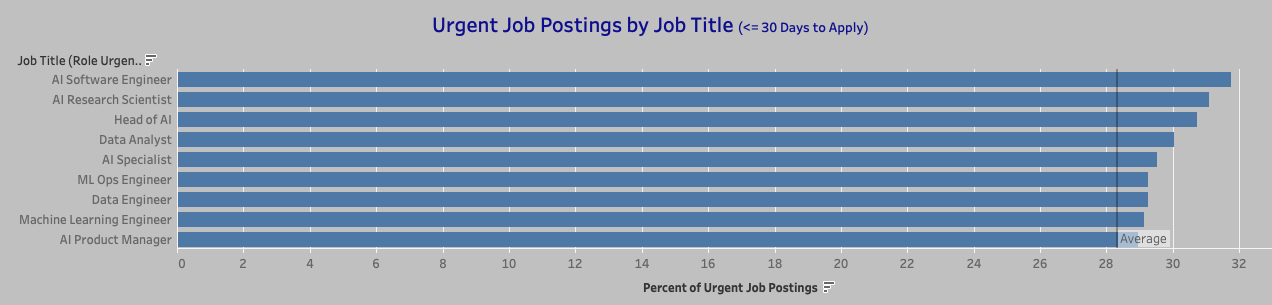 Urgent Job Postings by Job Title (<= 30 Days to Apply)
Job Title (Role Urgen..
AI Software Engineer
AI Research Scientist
Head of AI
Data Analyst
AI Specialist
ML Ops Engineer
Data Engineer
Machine Learning Engineer
AI Product Manager
Average
0 2 4 6 8 10 12 14 16 18 20 22 24 26 28 30 32
Percent of Urgent Job Postings